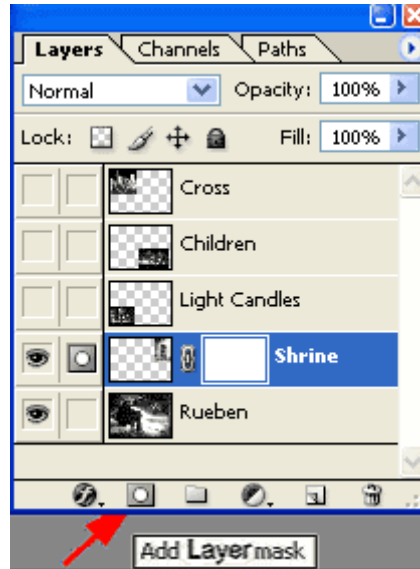 Layers Channels Paths
Normal Opacity: 100%
Lock: Fill: 100%
Cross
Children
Light Candles
Shrine
Rueben
Add Layer mask